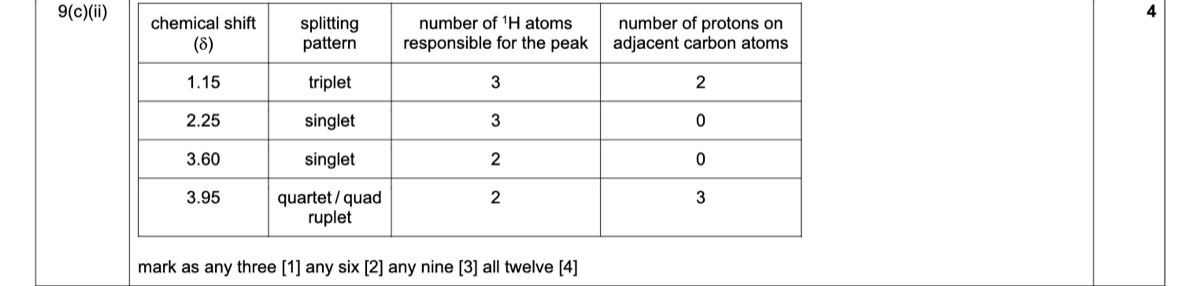 9(c)(ii)
4
chemical shift (δ) | splitting pattern | number of ¹H atoms responsible for the peak | number of protons on adjacent carbon atoms
1.15 | triplet | 3 | 2
2.25 | singlet | 3 | 0
3.60 | singlet | 2 | 0
3.95 | quartet / quad ruplet | 2 | 3
mark as any three [1] any six [2] any nine [3] all twelve [4]